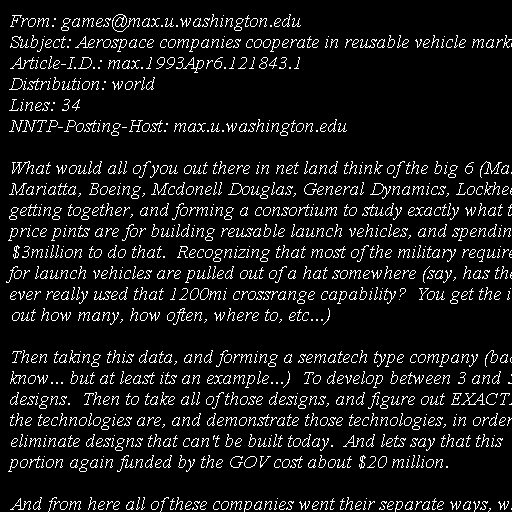 From: games@max.u.washington.edu
Subject: Aerospace companies cooperate in reusable vehicle
Article-I.D.: max.1993Apr6.121843.1
Distribution: world
Lines: 34
NNTP-Posting-Host: max.u.washington.edu
What would all of you out there in net land think of the big 6
Mariatta, Boeing, Mcdonell Douglas, General Dynamics,
getting together, and forming a consortium to study exactly what
price pints are for building reusable launch vehicles, and
$3million to do that.  Recognizing that most of the military
for launch vehicles are pulled out of a hat somewhere (say, has
ever really used that 1200mi crossrange capability?  You get the
out how many, how often, where to, etc...)
Then taking this data, and forming a sematech type company
know... but at least its an example...)  To develop between 3 and
designs.  Then to take all of those designs, and figure out
the technologies are, and demonstrate those technologies, in order
eliminate designs that can't be built today.  And lets say that this
portion again funded by the GOV cost about $20 million.
And from here all of these companies went their separate ways,